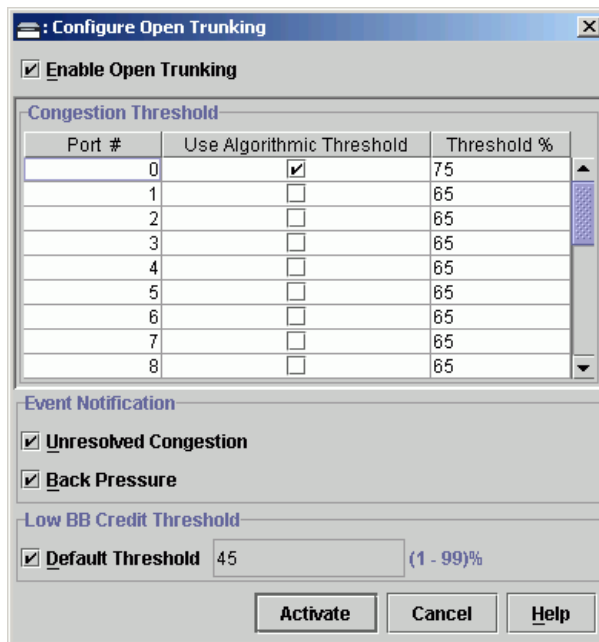 : Configure Open Trunking
Enable Open Trunking
Congestion Threshold
Port # Use Algorithmic Threshold Threshold %
0 75
1 65
2 65
3 65
4 65
5 65
6 65
7 65
8 65
Event Notification
Unresolved Congestion
Back Pressure
Low BB Credit Threshold
Default Threshold 45 (1 - 99)%
Activate Cancel Help